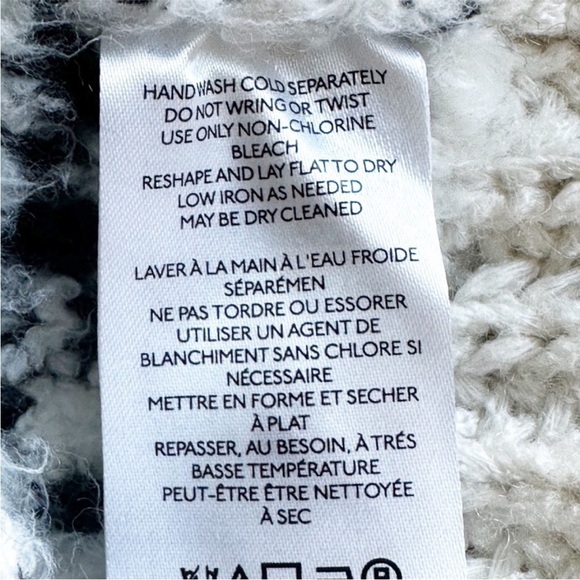 HAND WASH COLD SEPARATELY
DO NOT WRING OR TWIST
USE ONLY NON-CHLORINE
BLEACH
RESHAPE AND LAY FLAT TO DRY
LOW IRON AS NEEDED
MAY BE DRY CLEANED
LAVER À LA MAIN À L'EAU FROIDE
SÉPARÉMEN
NE PAS TORDRE OU ESSORER
UTILISER UN AGENT DE
BLANCHIMENT SANS CHLORE SI
NÉCESSAIRE
METTRE EN FORME ET SECHER
À PLAT
REPASSER, AU BESOIN, À TRÉS
BASSE TEMPÉRATURE
PEUT-ÊTRE ÊTRE NETTOYÉE
À SEC